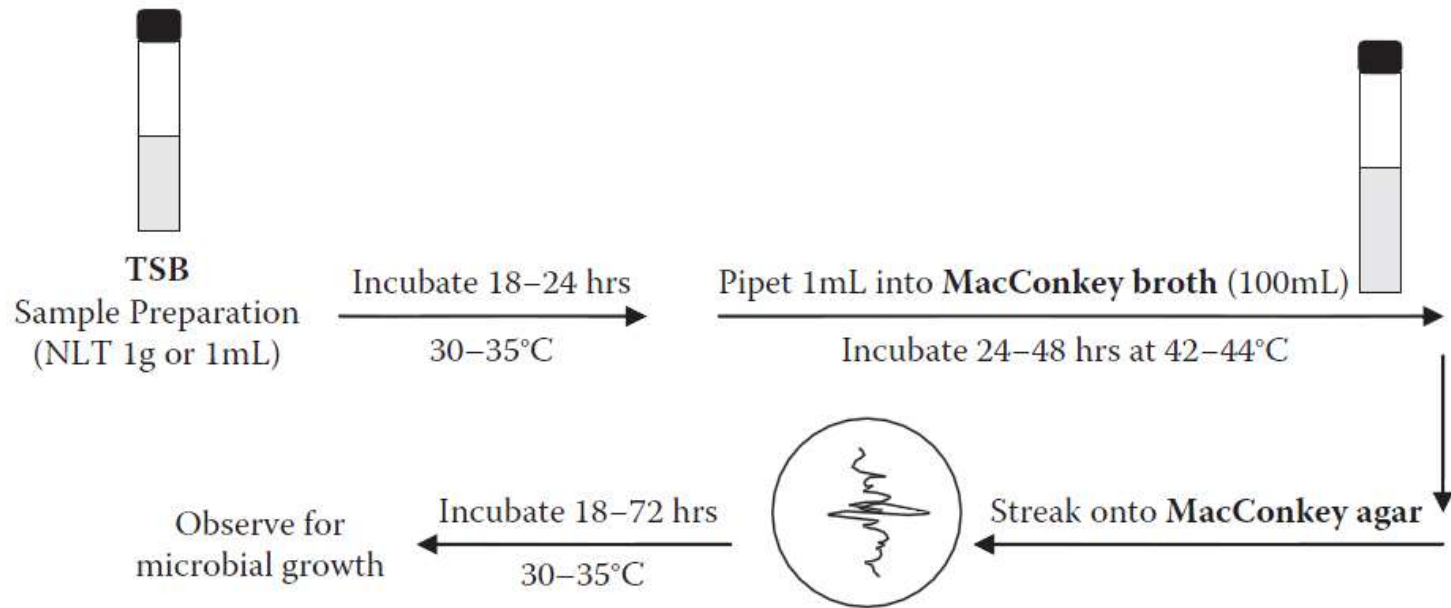 TSB
Sample Preparation
(NLT 1g or 1mL)
Incubate 18–24 hrs
30–35°C
Pipet 1mL into MacConkey broth (100mL)
Incubate 24–48 hrs at 42–44°C
Streak onto MacConkey agar
Incubate 18–72 hrs
30–35°C
Observe for
microbial growth